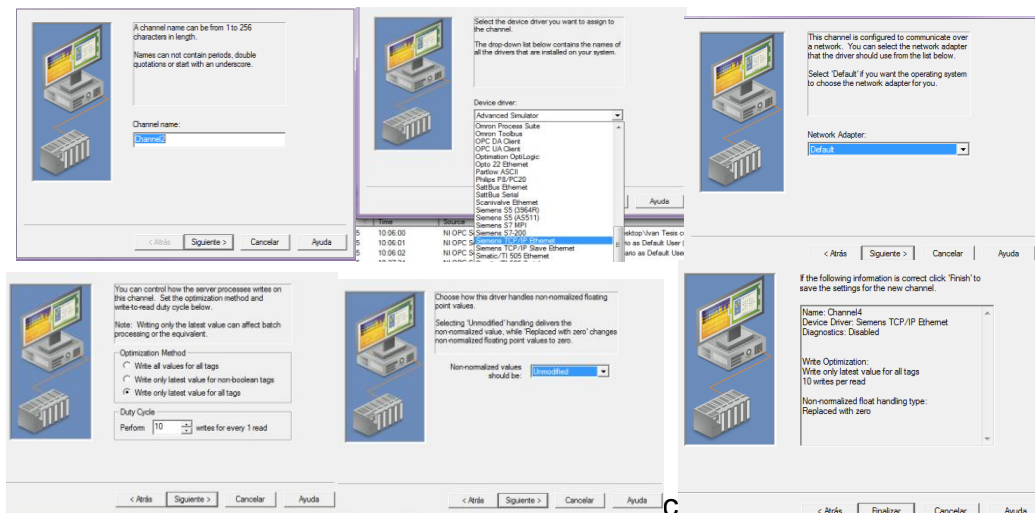 A channel name can be from 1 to 256
characters in length.
Names can not contain periods, double
quotations or start with an underscore.
Channel name:
Channel2
< Atrás
Siguiente >
Cancelar
Ayuda
Select the device driver you want to assign to
the channel.
The drop-down list below contains the names of
all the drivers that are installed on your system.
Device driver:
Advanced Simulator
Omron Process Suite
Omron Toolbus
OPC DA Client
OPC UA Client
Optimation OptiLogic
Opto 22 Ethernet
Partlow ASCII
Philips P8/PC20
SattBus Ethernet
SattBus Serial
Scanivalve Ethernet
Siemens S5 (3964R)
Siemens S5 (AS511)
Siemens S7 MPI
Siemens S7-200
Siemens TCP/IP Ethernet
Siemens TCP/IP Slave Ethernet
Simatic/TI 505 Ethernet
Ayuda
Time
Source
5 10:06:00 NI OPC S
5 10:06:01 NI OPC S
5 10:06:02 NI OPC S
as Default User
This channel is configured to communicate over
a network. You can select the network adapter
that the driver should use from the list below.
Select 'Default' if you want the operating system
to choose the network adapter for you.
Network Adapter:
Default
< Atrás
Siguiente >
Cancelar
Ayuda
You can control how the server processes writes on
this channel. Set the optimization method and
write-to-read duty cycle below.
Note: Writing only the latest value can affect batch
processing or the equivalent.
Optimization Method
Write all values for all tags
Write only latest value for non-boolean tags
Write only latest value for all tags
Duty Cycle
Perform 10 writes for every 1 read
< Atrás
Siguiente >
Cancelar
Ayuda
Choose how this driver handles non-normalized floating
point values.
Selecting 'Unmodified' handling delivers the
non-normalized value, while 'Replaced with zero' changes
non-normalized floating point values to zero.
Non-normalized values
should be:
Unmodified
< Atrás
Siguiente >
Cancelar
Ayuda
c
If the following information is correct click 'Finish' to
save the settings for the new channel.
Name: Channel4
Device Driver: Siemens TCP/IP Ethernet
Diagnostics: Disabled
Write Optimization:
Write only latest value for all tags
10 writes per read
Non-normalized float handling type:
Replaced with zero
< Atrás
Finalizar
Cancelar
Ayuda